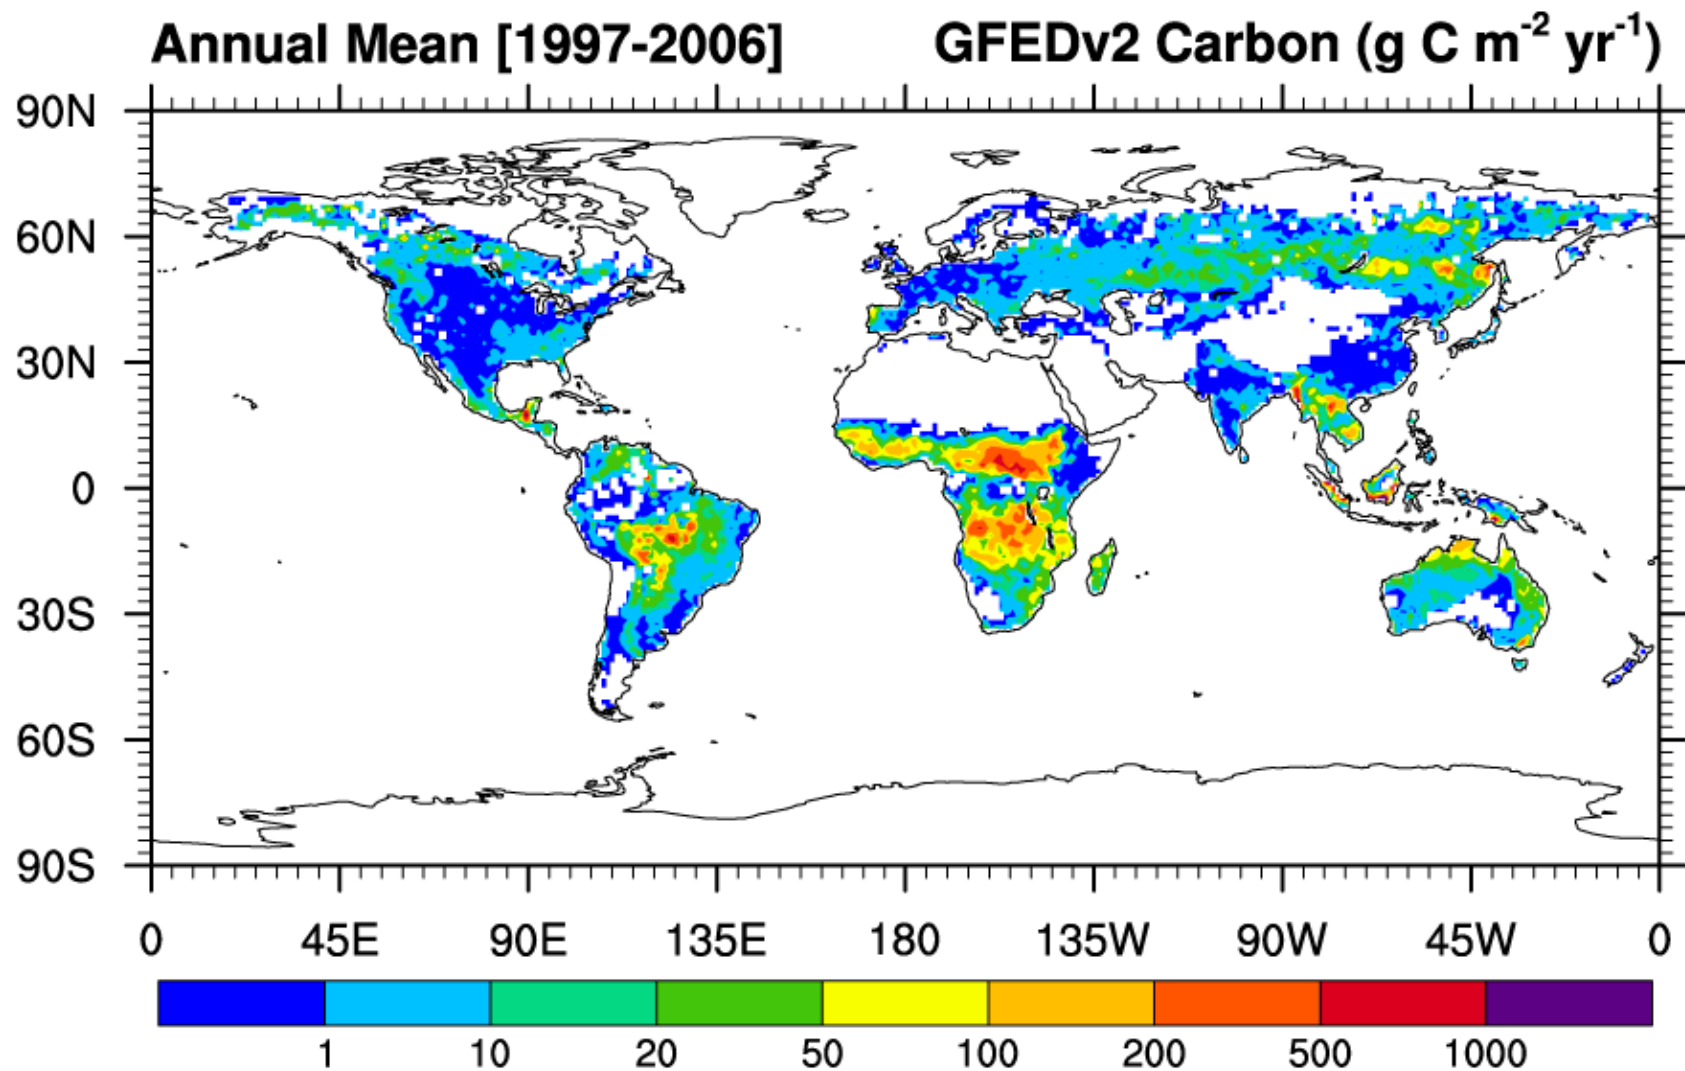 Annual Mean [1997-2006] GFEDv2 Carbon (g C m-2 yr-1)
90N
60N
30N
0
30S
60S
90S
0 45E 90E 135E 180 135W 90W 45W 0
1 10 20 50 100 200 500 1000